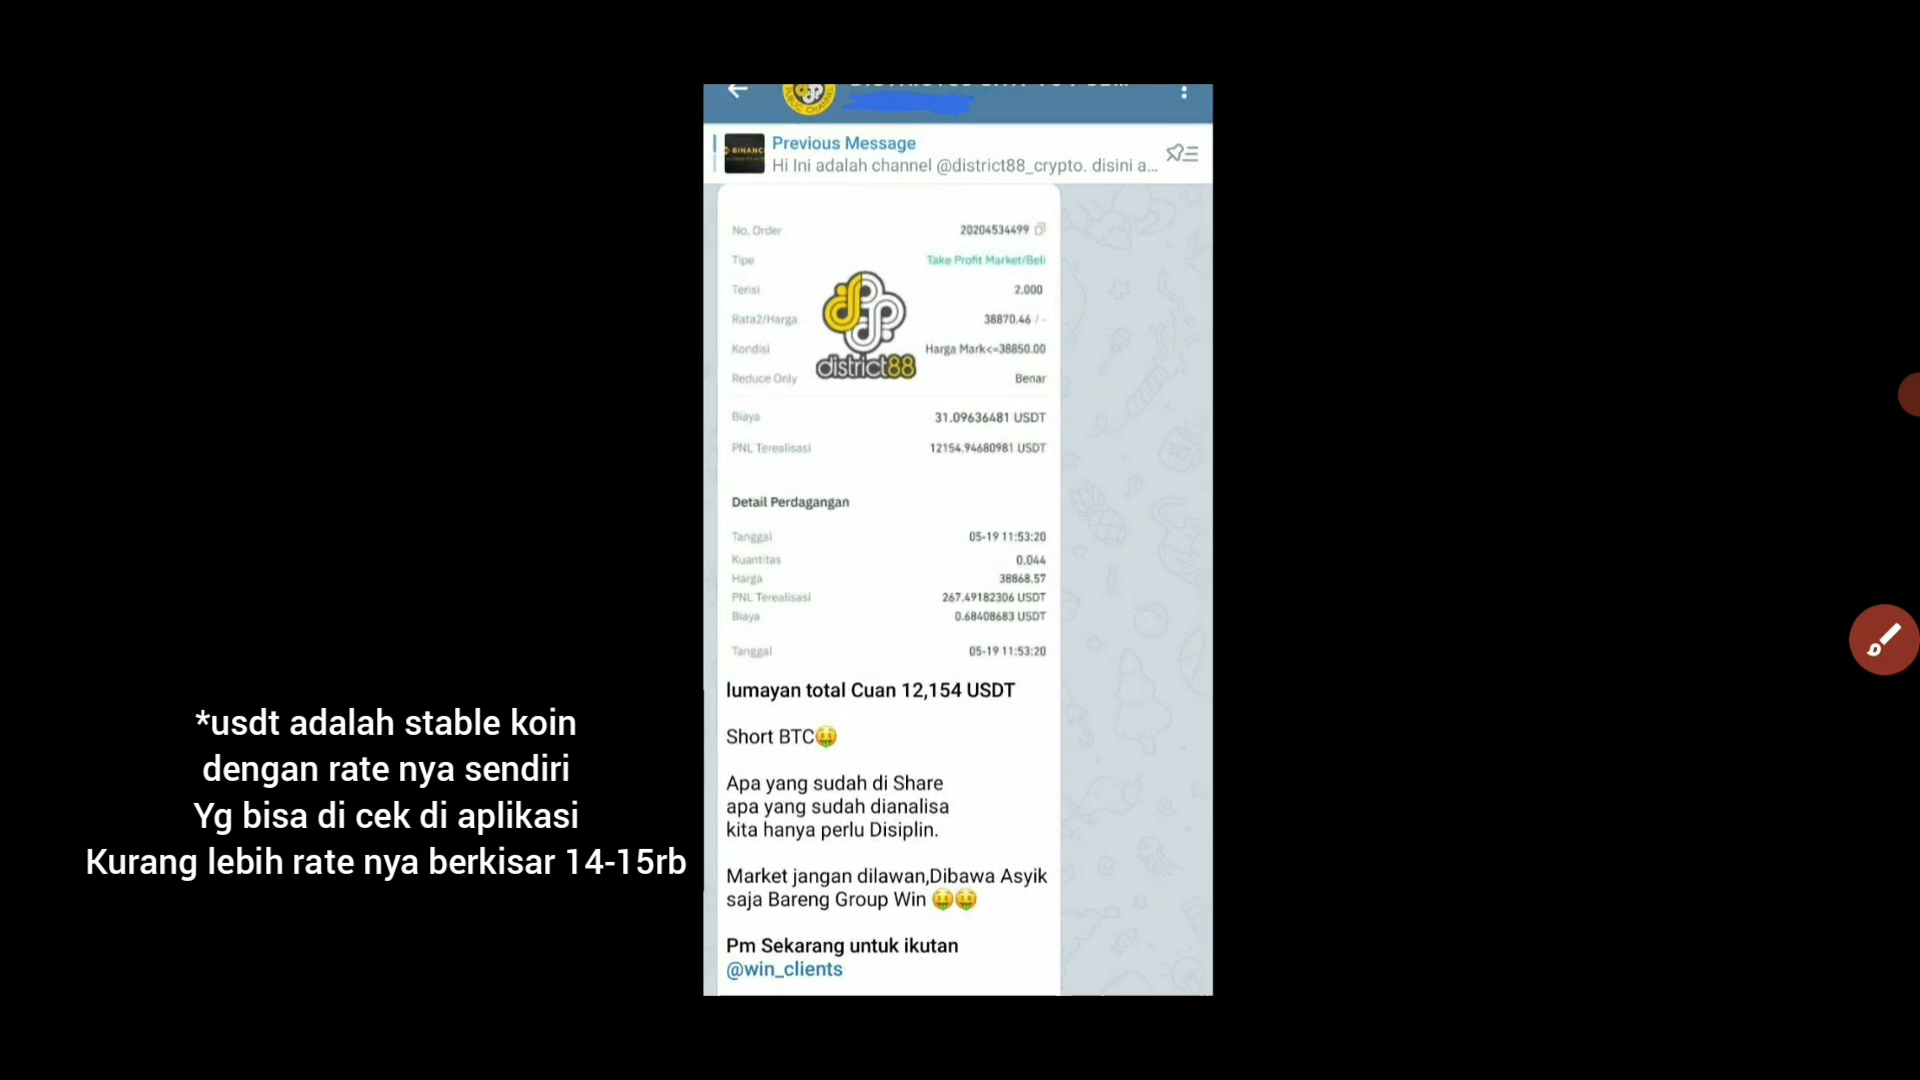 Previous Message
Hi Ini adalah channel @district88_crypto. disini a...
BINANC
No. Order 20204534499
Tipe Take Profit Market/Beli
Terisi 2.000
Rata2/Harga 38870.46 / -
Kondisi Harga Mark<=38850.00
district88
Reduce Only Benar
Biaya 31.09636481 USDT
PNL Terealisasi 12154.94680981 USDT
Detail Perdagangan
Tanggal 05-19 11:53:20
Kuantitas 0.044
Harga 38868.57
PNL Terealisasi 267.49182306 USDT
Biaya 0.68408683 USDT
Tanggal 05-19 11:53:20
lumayan total Cuan 12,154 USDT
Short BTC🤑
Apa yang sudah di Share
apa yang sudah dianalisa
kita hanya perlu Disiplin.
Market jangan dilawan,Dibawa Asyik
saja Bareng Group Win 🤑🤑
Pm Sekarang untuk ikutan
@win_clients
*usdt adalah stable koin
dengan rate nya sendiri
Yg bisa di cek di aplikasi
Kurang lebih rate nya berkisar 14-15rb